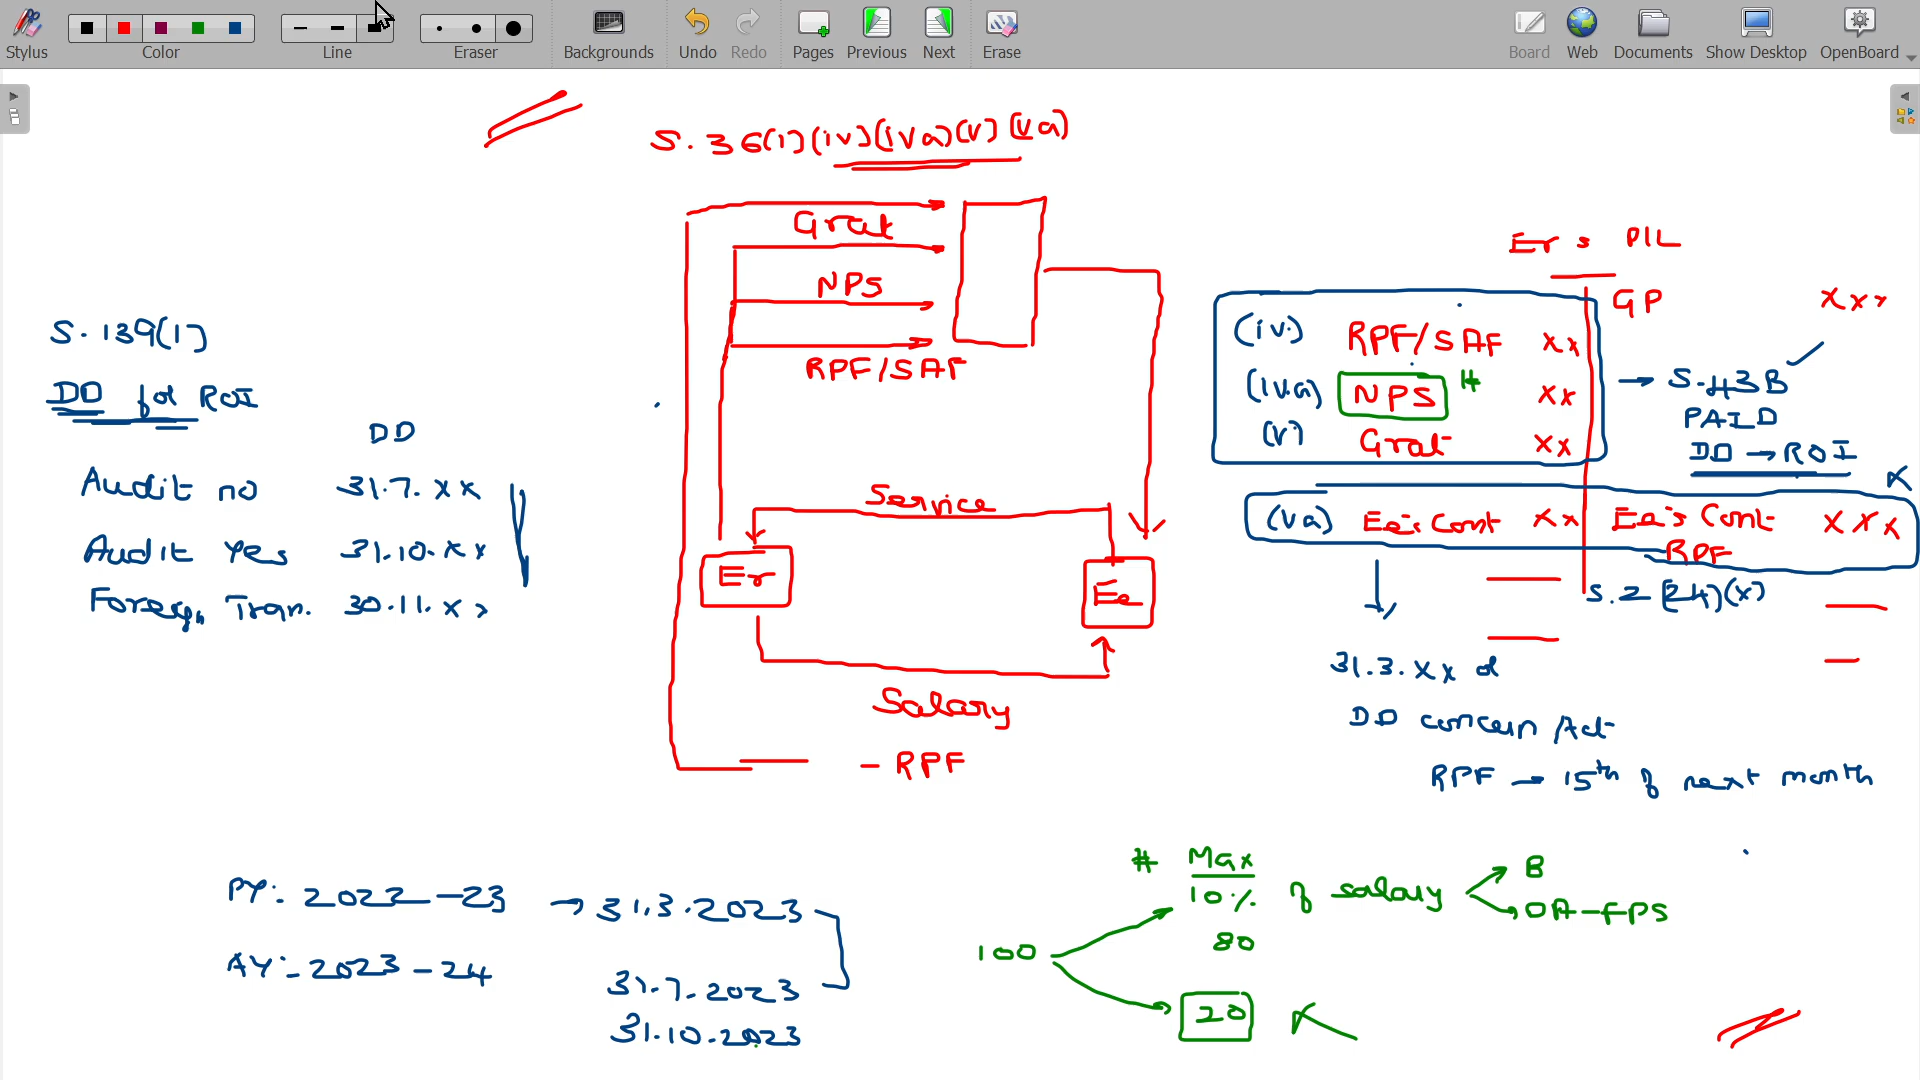 Stylus
Color
Line
Eraser
Backgrounds
Undo
Redo
Pages
Previous
Next
Erase
Board
Web
Documents
Show Desktop
OpenBoard
S. 36(1)(iv)(iva)(v)(va)
Grat
NPS
RPF/SAF
Service
Er
Ee
Salary
- RPF
S. 139(1)
DD for ROI
DD
Audit no 31.7.xx
Audit Yes 31.10.xx
Foreign Tran. 30.11.xx
Er s P/L
GP xxx
(iv) RPF/SAF xx
(iva) NPS # xx
(v) Grat xx
→ S.43B
PAID
DD → ROI
(va) Ee's Cont xx
Ee's Cont xxx
RPF
S.2(24)(x)
31.3.xx or
DD concern Act
RPF → 15th of next month
PY: 2022-23 → 31.3.2023
AY:- 2023-24
31.7.2023
31.10.2023
# Max
10% of salary
B
DA-FPS
80
100
20